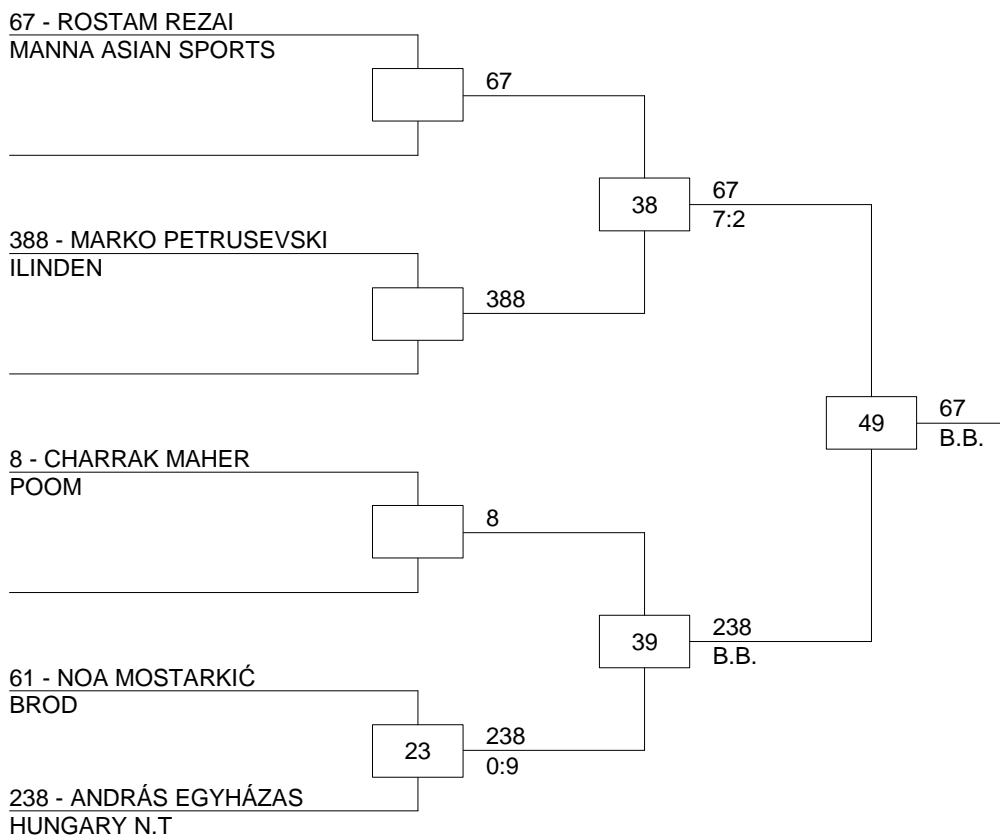 67 - ROSTAM REZAI
MANNA ASIAN SPORTS
67
38
67
7:2
388 - MARKO PETRUSEVSKI
ILINDEN
388
49
67
B.B.
8 - CHARRAK MAHER
POOM
8
39
238
B.B.
61 - NOA MOSTARKIĆ
BROD
23
238
0:9
238 - ANDRÁS EGYHÁZAS
HUNGARY N.T